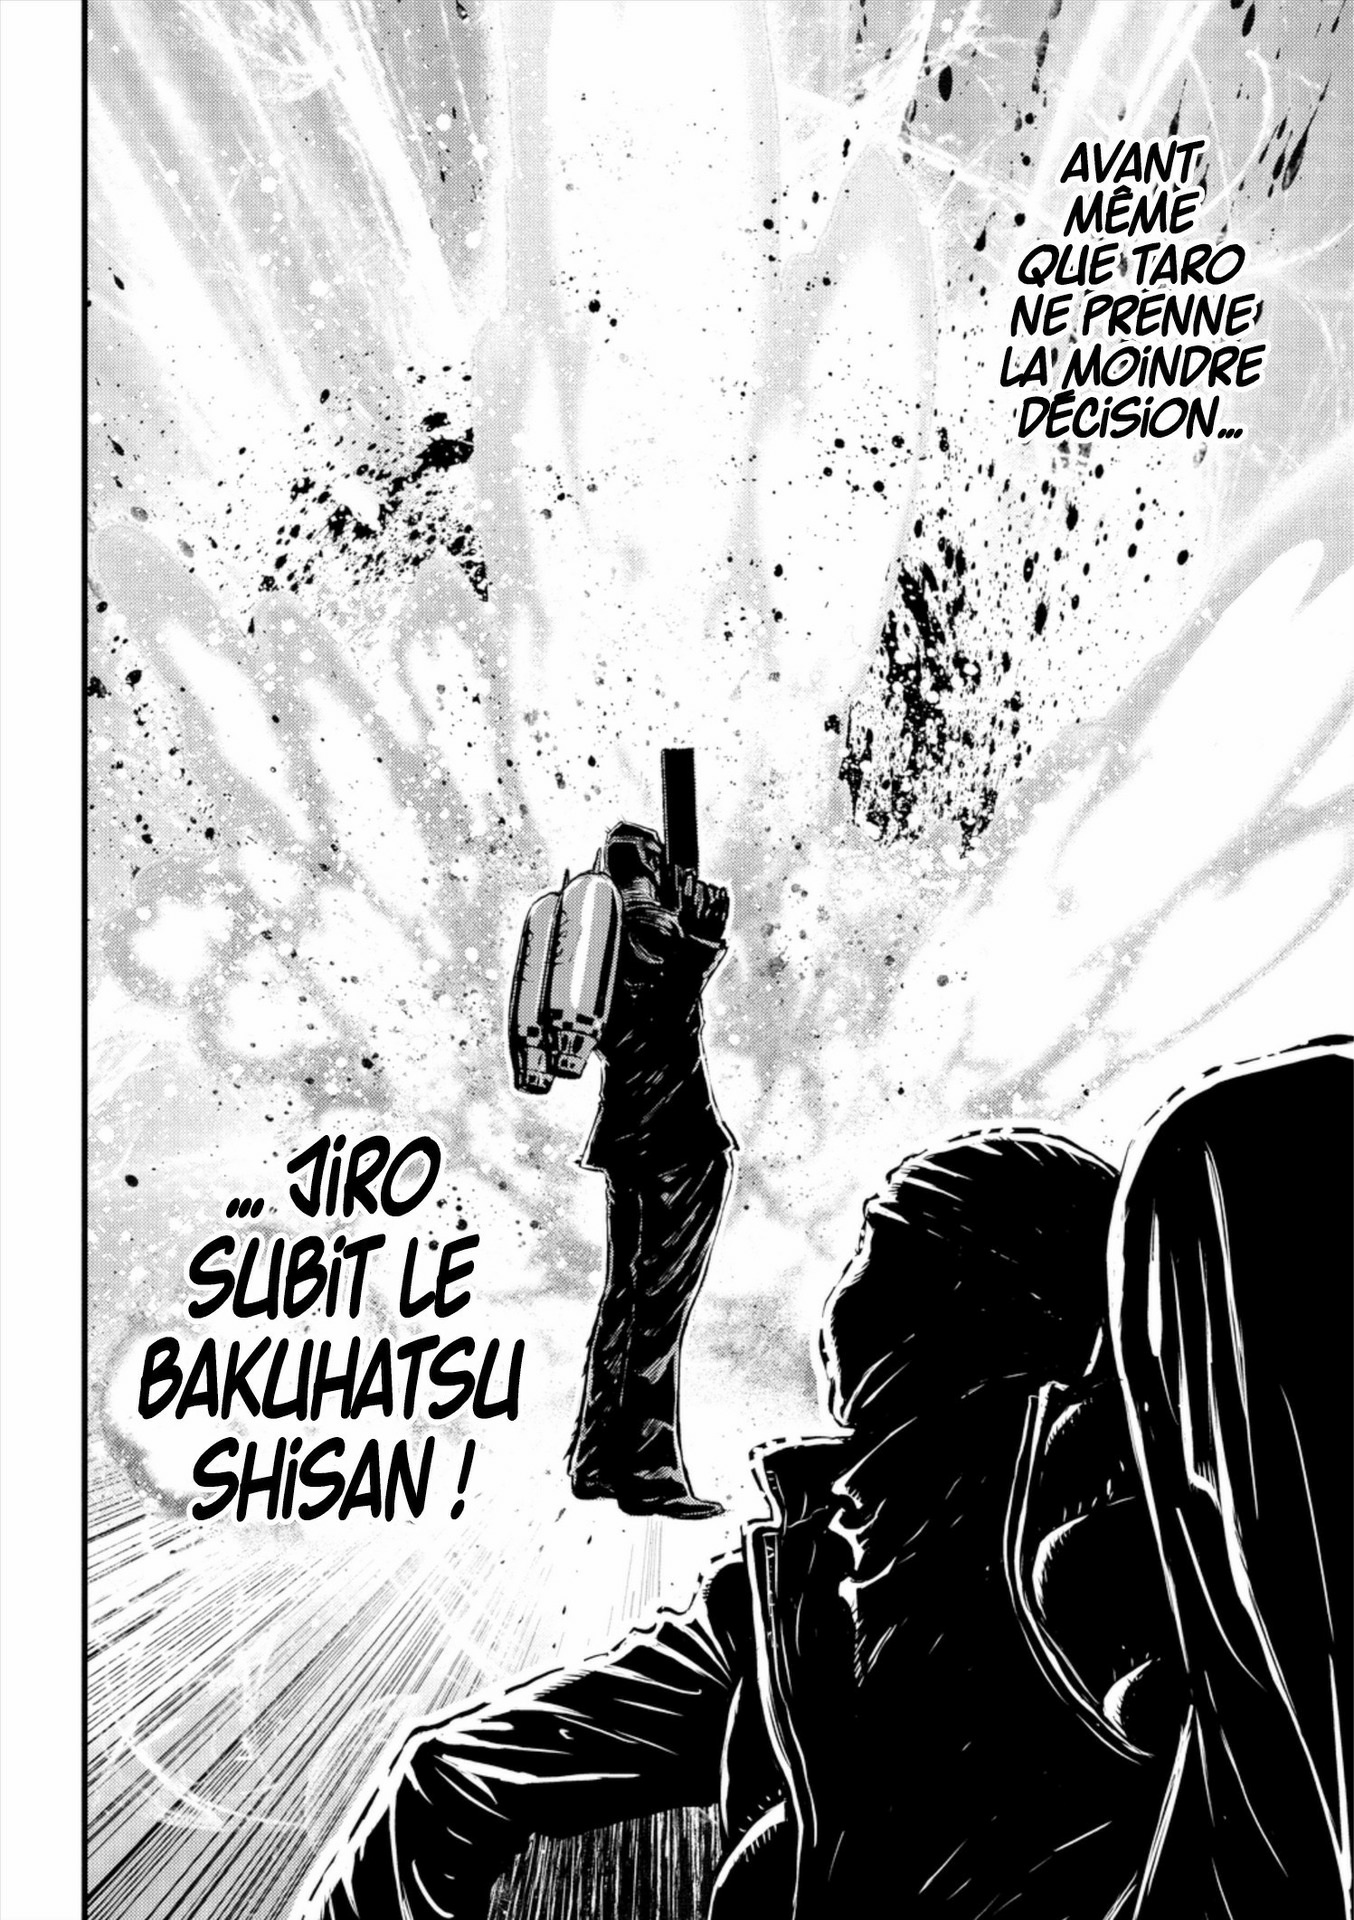 AVANT
MÊME
QUE TARO
NE PRENNE
LA MOINDRE
DÉCISION...
... JIRO
SUBIT LE
BAKUHATSU
SHISAN !